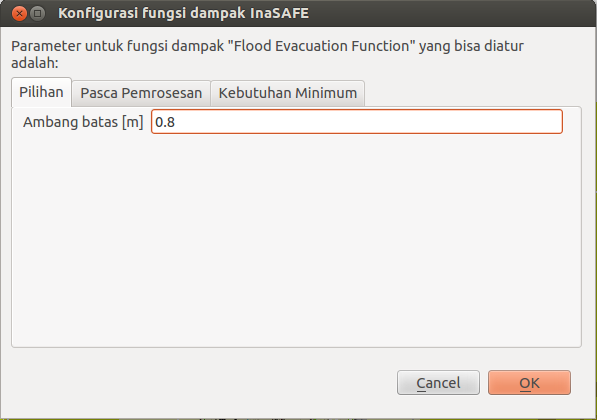 Konfigurasi fungsi dampak InaSAFE
Parameter untuk fungsi dampak "Flood Evacuation Function" yang bisa diatur
adalah:
Pilihan Pasca Pemrosesan Kebutuhan Minimum
Ambang batas [m] 0.8
Cancel OK